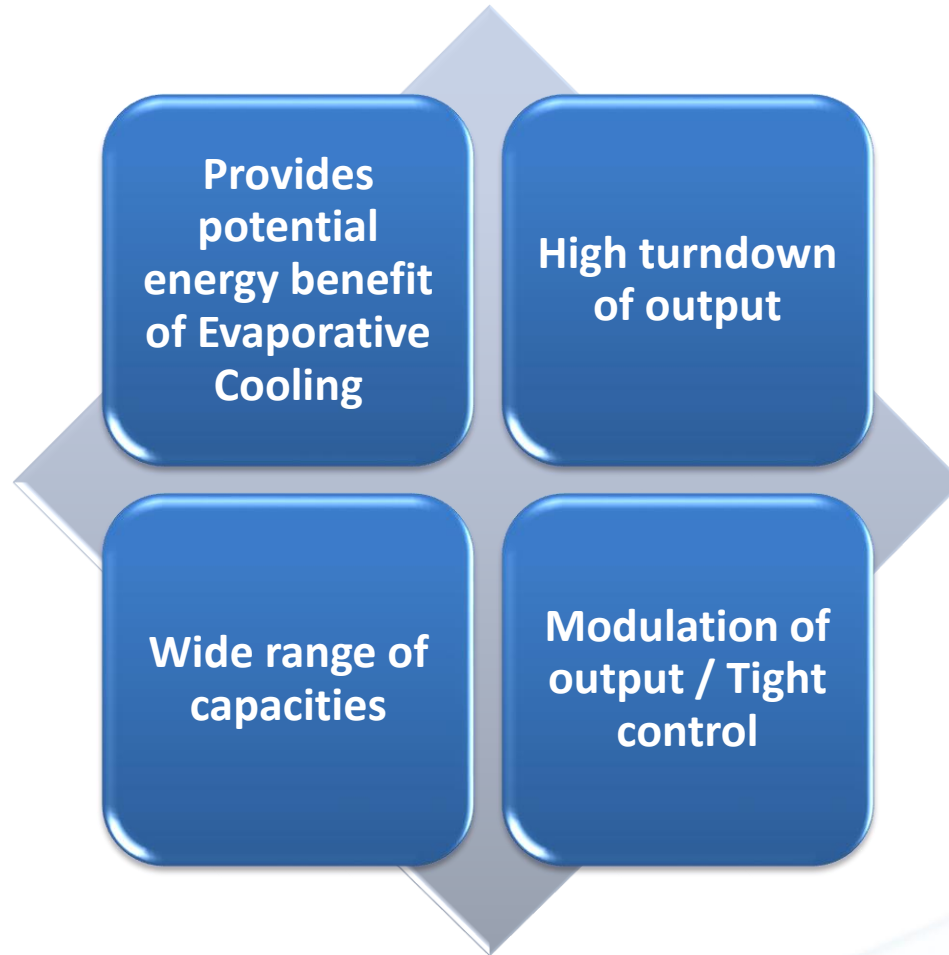 Provides
potential
energy benefit
of Evaporative
Cooling
High turndown
of output
Wide range of
capacities
Modulation of
output / Tight
control